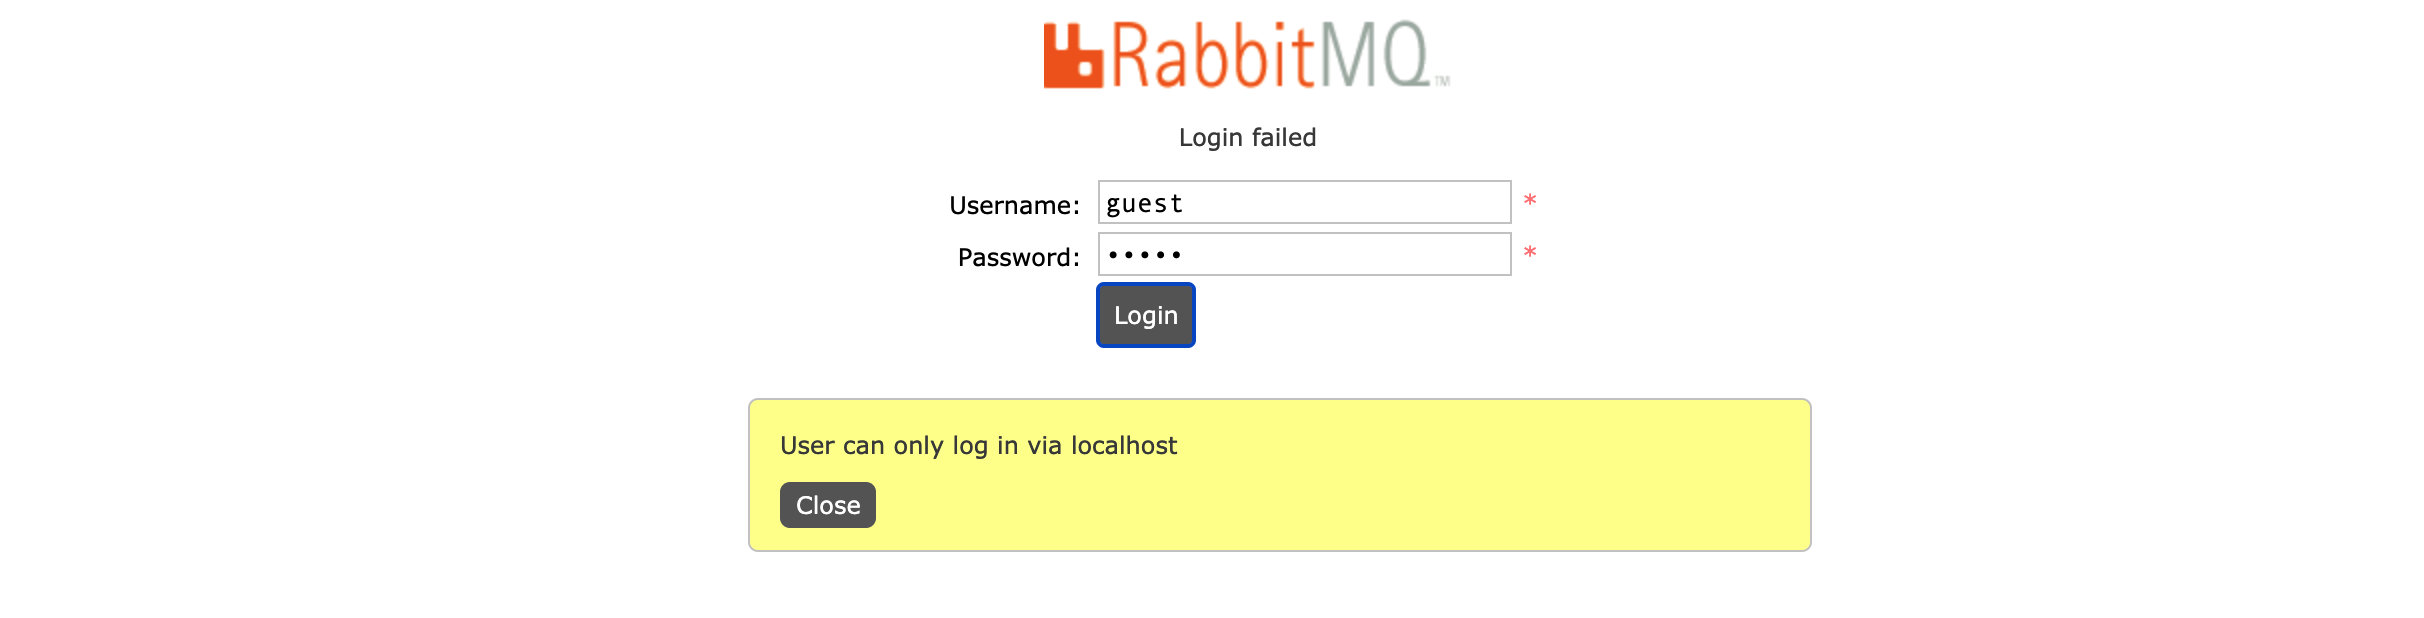 RabbitMQ™
Login failed
Username: guest *
Password: ••••• *
Login
User can only log in via localhost
Close